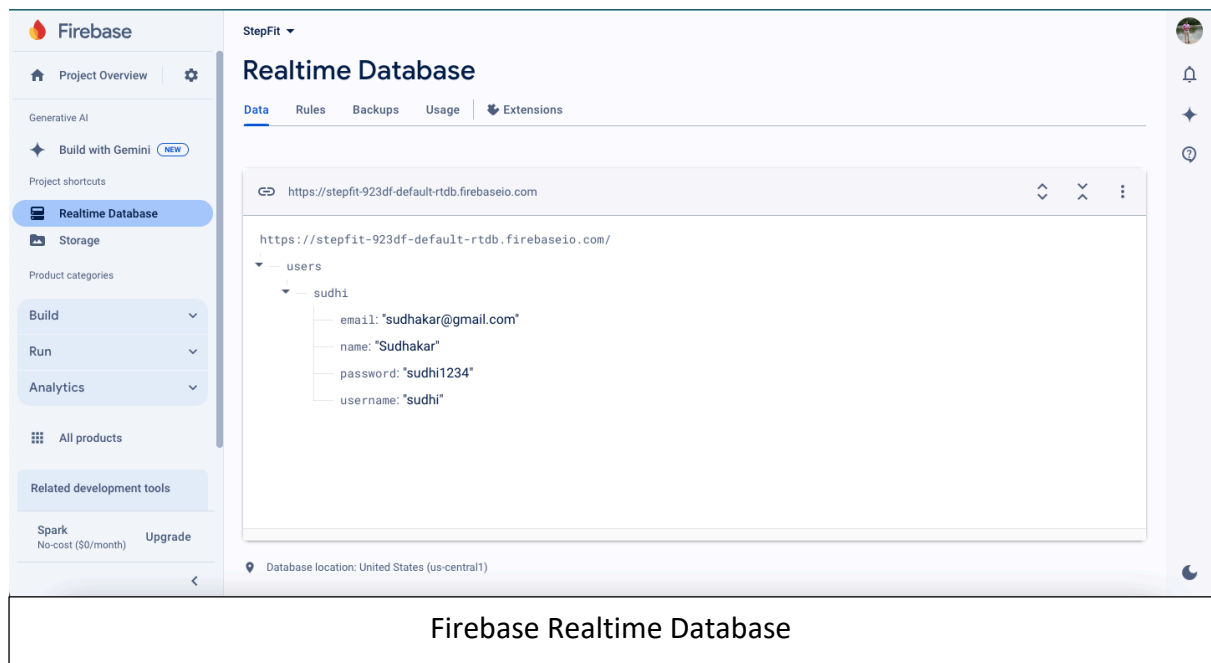 Firebase
Project Overview
Generative AI
Build with Gemini NEW
Project shortcuts
Realtime Database
Storage
Product categories
Build
Run
Analytics
All products
Related development tools
Spark
No-cost ($0/month)
Upgrade
StepFit
Realtime Database
Data Rules Backups Usage Extensions
https://stepfit-923df-default-rtdb.firebaseio.com
https://stepfit-923df-default-rtdb.firebaseio.com/
users
sudhi
email: "sudhakar@gmail.com"
name: "Sudhakar"
password: "sudhi1234"
username: "sudhi"
Database location: United States (us-central1)
Firebase Realtime Database